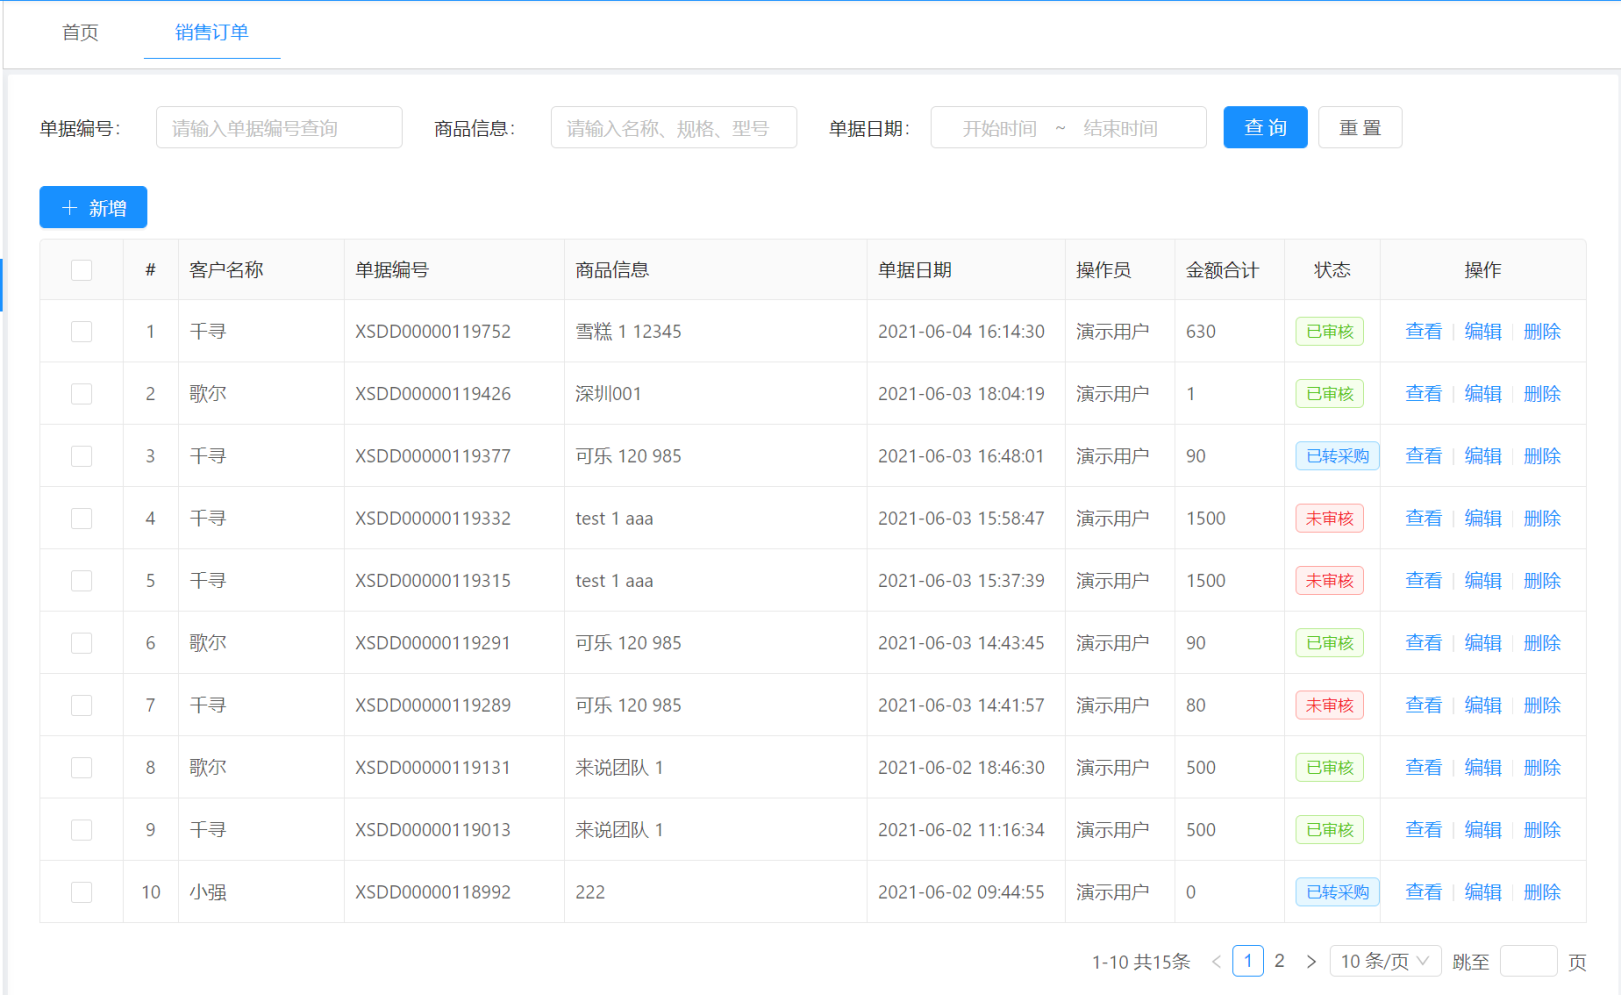 首页 销售订单
单据编号： 请输入单据编号查询 商品信息： 请输入名称、规格、型号 单据日期： 开始时间 ~ 结束时间 查 询 重 置
+ 新增
# 客户名称 单据编号 商品信息 单据日期 操作员 金额合计 状态 操作
1 千寻 XSDD00000119752 雪糕 1 12345 2021-06-04 16:14:30 演示用户 630 已审核 查看 编辑 删除
2 歌尔 XSDD00000119426 深圳001 2021-06-03 18:04:19 演示用户 1 已审核 查看 编辑 删除
3 千寻 XSDD00000119377 可乐 120 985 2021-06-03 16:48:01 演示用户 90 已转采购 查看 编辑 删除
4 千寻 XSDD00000119332 test 1 aaa 2021-06-03 15:58:47 演示用户 1500 未审核 查看 编辑 删除
5 千寻 XSDD00000119315 test 1 aaa 2021-06-03 15:37:39 演示用户 1500 未审核 查看 编辑 删除
6 歌尔 XSDD00000119291 可乐 120 985 2021-06-03 14:43:45 演示用户 90 已审核 查看 编辑 删除
7 千寻 XSDD00000119289 可乐 120 985 2021-06-03 14:41:57 演示用户 80 未审核 查看 编辑 删除
8 歌尔 XSDD00000119131 来说团队 1 2021-06-02 18:46:30 演示用户 500 已审核 查看 编辑 删除
9 千寻 XSDD00000119013 来说团队 1 2021-06-02 11:16:34 演示用户 500 已审核 查看 编辑 删除
10 小强 XSDD00000118992 222 2021-06-02 09:44:55 演示用户 0 已转采购 查看 编辑 删除
1-10 共15条 < 1 2 > 10 条/页 跳至 页